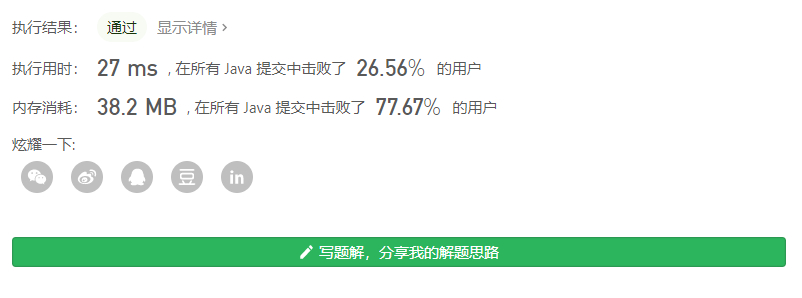 执行结果： 通过 显示详情 ›
执行用时： 27 ms , 在所有 Java 提交中击败了 26.56% 的用户
内存消耗： 38.2 MB , 在所有 Java 提交中击败了 77.67% 的用户
炫耀一下:
豆 in
写题解，分享我的解题思路